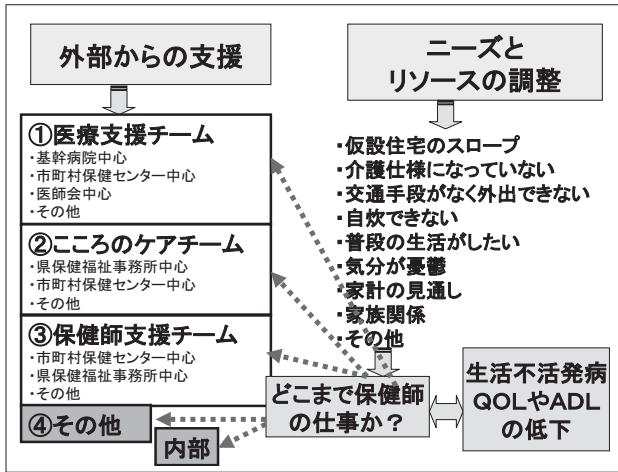 外部からの支援
①医療支援チーム
・基幹病院中心
・市町村保健センター中心
・医師会中心
・その他
②こころのケアチーム
・県保健福祉事務所中心
・市町村保健センター中心
・その他
③保健師支援チーム
・市町村保健センター中心
・県保健福祉事務所中心
・その他
④その他
内部
ニーズと
リソースの調整
・仮設住宅のスロープ
・介護仕様になっていない
・交通手段がなく外出できない
・自炊できない
・普段の生活がしたい
・気分が憂鬱
・家計の見通し
・家族関係
・その他
どこまで保健師
の仕事か？
生活不活発病
QOLやADL
の低下